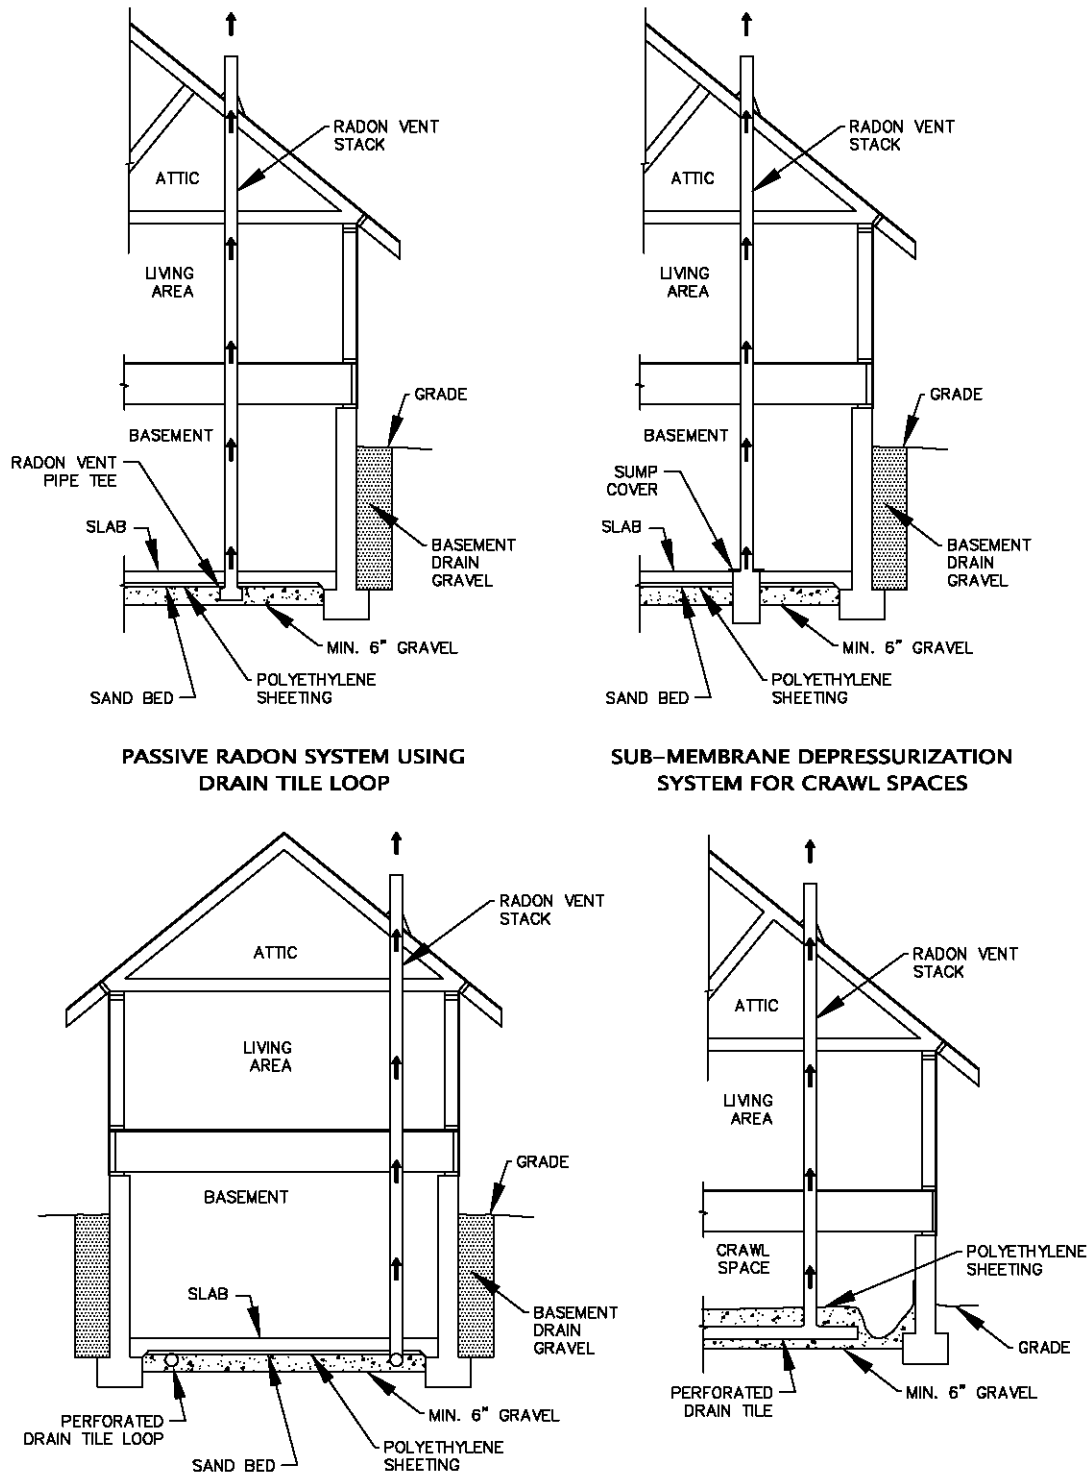 RADON VENT
STACK
ATTIC
LIVING
AREA
GRADE
BASEMENT
RADON VENT
PIPE TEE
SLAB
BASEMENT
DRAIN
GRAVEL
MIN. 6" GRAVEL
POLYETHYLENE
SHEETING
SAND BED
RADON VENT
STACK
ATTIC
LIVING
AREA
GRADE
BASEMENT
SUMP
COVER
SLAB
BASEMENT
DRAIN
GRAVEL
MIN. 6" GRAVEL
POLYETHYLENE
SHEETING
SAND BED
PASSIVE RADON SYSTEM USING
DRAIN TILE LOOP
SUB-MEMBRANE DEPRESSURIZATION
SYSTEM FOR CRAWL SPACES
RADON VENT
STACK
ATTIC
LIVING
AREA
GRADE
BASEMENT
SLAB
BASEMENT
DRAIN
GRAVEL
PERFORATED
DRAIN TILE LOOP
MIN. 6" GRAVEL
POLYETHYLENE
SHEETING
SAND BED
RADON VENT
STACK
ATTIC
LIVING
AREA
CRAWL
SPACE
POLYETHYLENE
SHEETING
GRADE
PERFORATED
DRAIN TILE
MIN. 6" GRAVEL